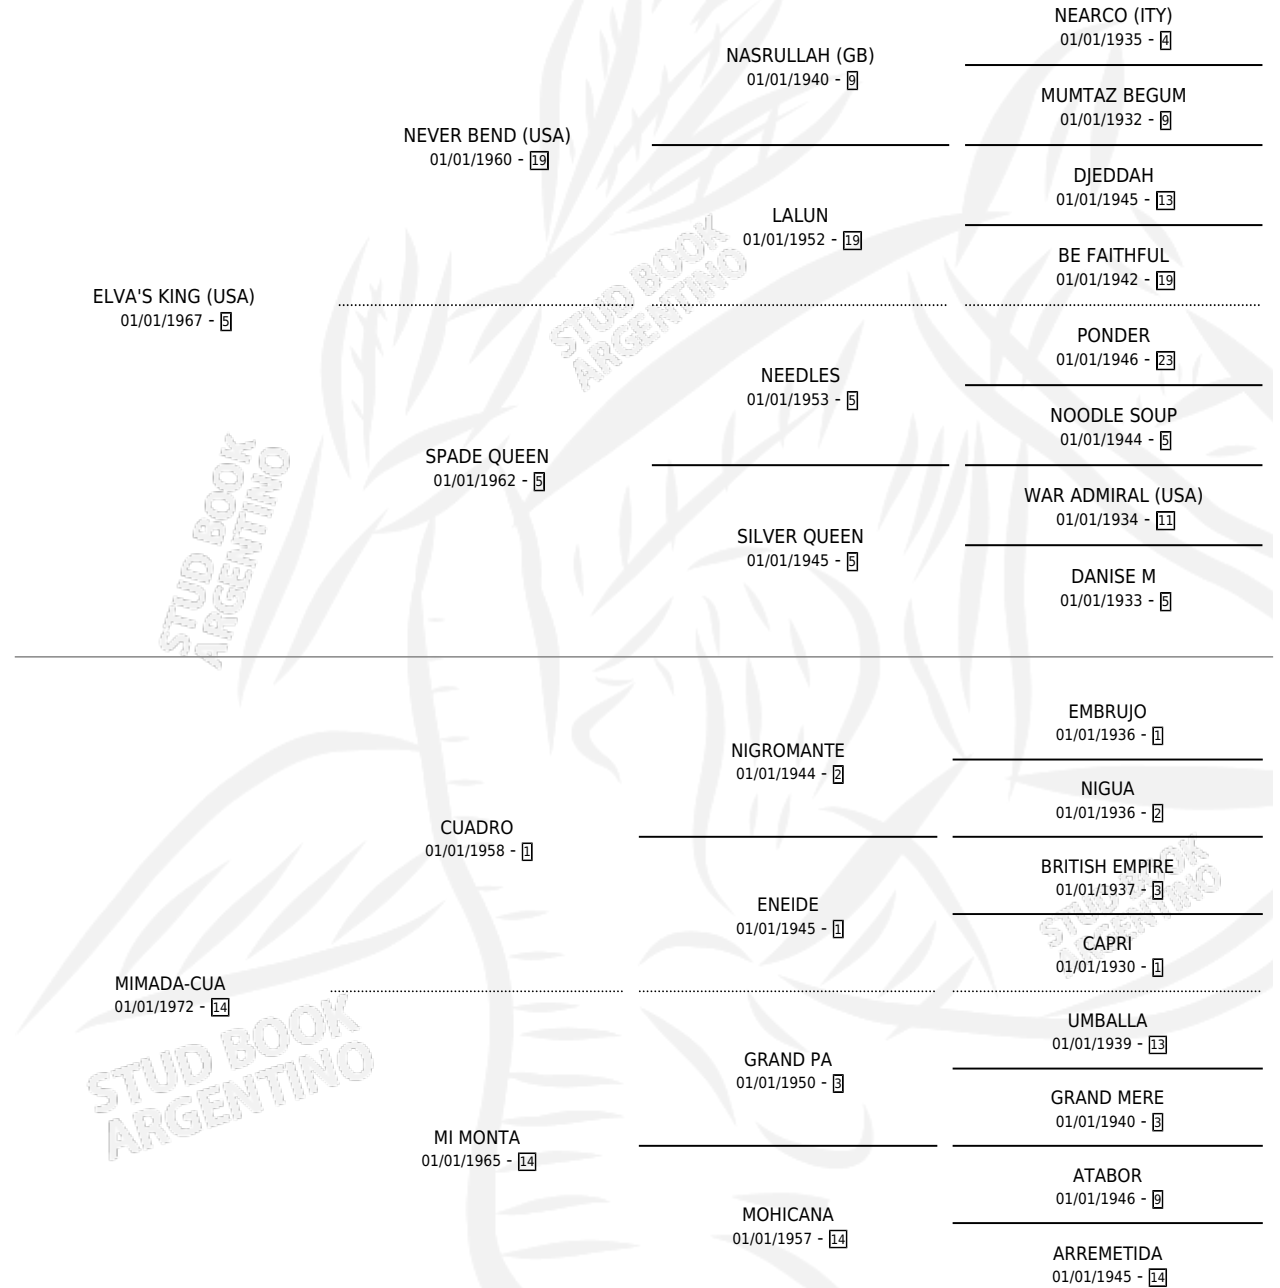 NEARCO (ITY)
01/01/1935 - 4
NASRULLAH (GB)
01/01/1940 - 9
MUMTAZ BEGUM
01/01/1932 - 9
NEVER BEND (USA)
01/01/1960 - 19
DJEDDAH
01/01/1945 - 13
LALUN
01/01/1952 - 19
BE FAITHFUL
01/01/1942 - 19
ELVA'S KING (USA)
01/01/1967 - 5
PONDER
01/01/1946 - 23
NEEDLES
01/01/1953 - 5
NOODLE SOUP
01/01/1944 - 5
SPADE QUEEN
01/01/1962 - 5
WAR ADMIRAL (USA)
01/01/1934 - 11
SILVER QUEEN
01/01/1945 - 5
DANISE M
01/01/1933 - 5
EMBRUJO
01/01/1936 - 1
NIGROMANTE
01/01/1944 - 2
NIGUA
01/01/1936 - 2
CUADRO
01/01/1958 - 1
BRITISH EMPIRE
01/01/1937 - 3
ENEIDE
01/01/1945 - 1
CAPRI
01/01/1930 - 1
MIMADA-CUA
01/01/1972 - 14
UMBALLA
01/01/1939 - 13
GRAND PA
01/01/1950 - 3
GRAND MERE
01/01/1940 - 3
MI MONTA
01/01/1965 - 14
ATABOR
01/01/1946 - 9
MOHICANA
01/01/1957 - 14
ARREMETIDA
01/01/1945 - 14
STUD BOOK
ARGENTINO
STUD BOOK
ARGENTINO
STUD BOOK
ARGENTINO
STUD BOOK
ARGENTINO